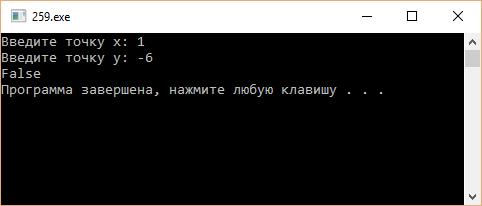 259.exe
Введите точку x: 1
Введите точку y: -6
False
Программа завершена, нажмите любую клавишу . . .